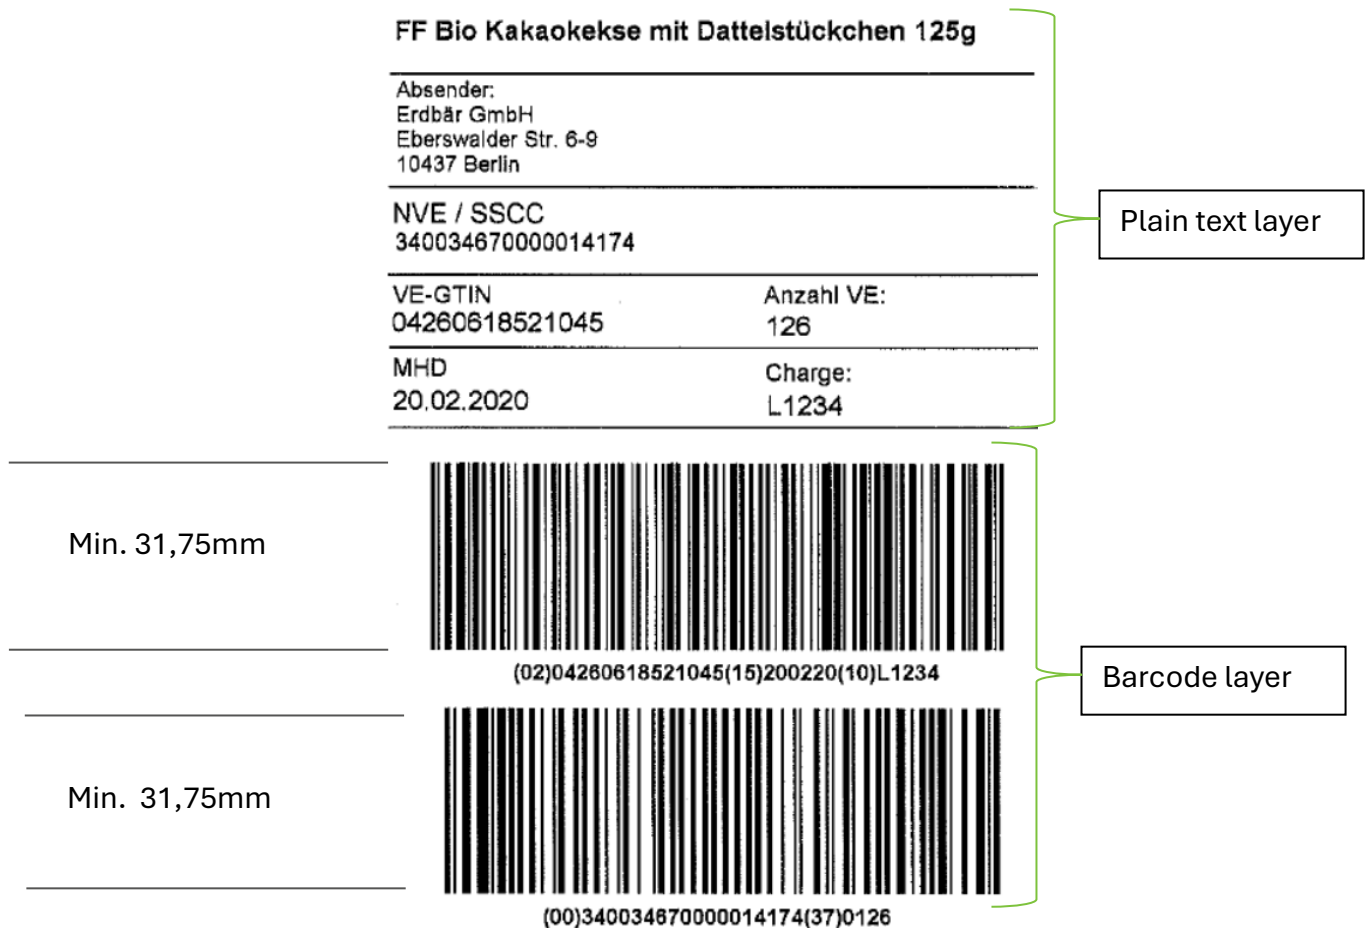 FF Bio Kakaokekse mit Dattelstückchen 125g
Absender:
Erdbär GmbH
Eberswalder Str. 6-9
10437 Berlin
NVE / SSCC
340034670000014174
Plain text layer
VE-GTIN
04260618521045
Anzahl VE:
126
MHD
20.02.2020
Charge:
L1234
Min. 31,75mm
(02)04260618521045(15)200220(10)L1234
Barcode layer
Min. 31,75mm
(00)340034670000014174(37)0126